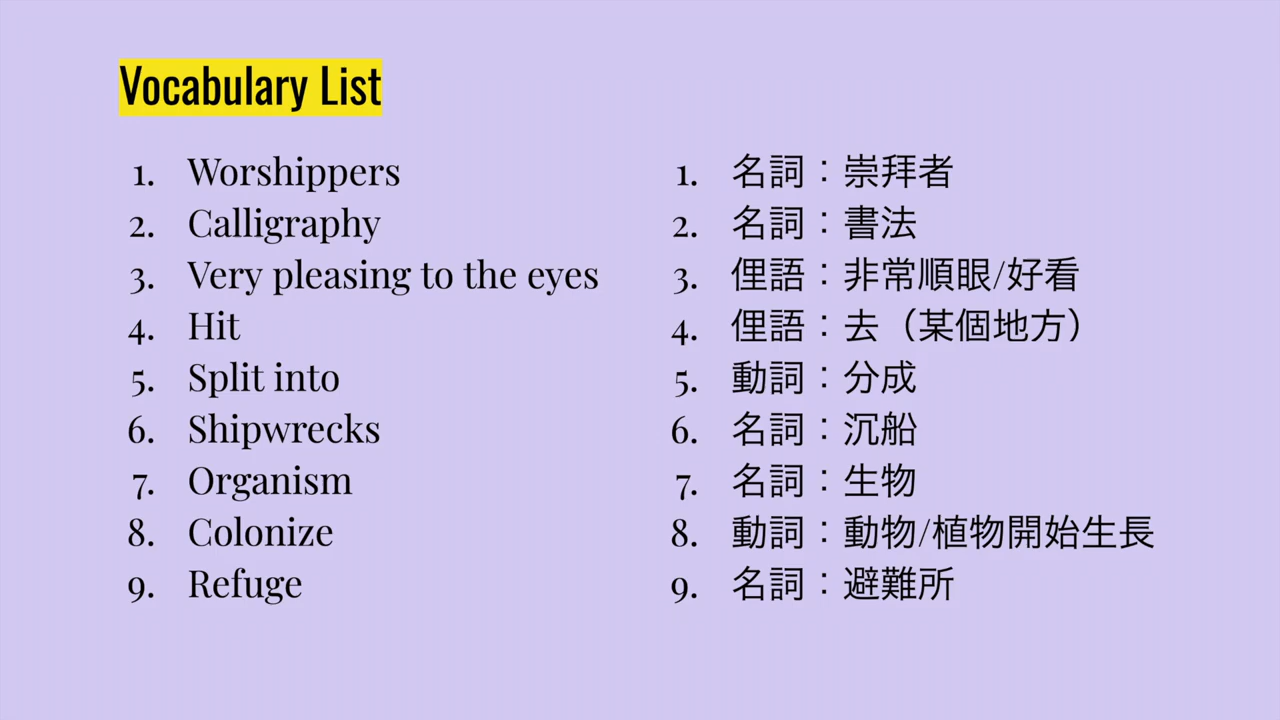 Vocabulary List
1. Worshippers
2. Calligraphy
3. Very pleasing to the eyes
4. Hit
5. Split into
6. Shipwrecks
7. Organism
8. Colonize
9. Refuge
1. 名詞：崇拜者
2. 名詞：書法
3. 俚語：非常順眼/好看
4. 俚語：去（某個地方）
5. 動詞：分成
6. 名詞：沉船
7. 名詞：生物
8. 動詞：動物/植物開始生長
9. 名詞：避難所